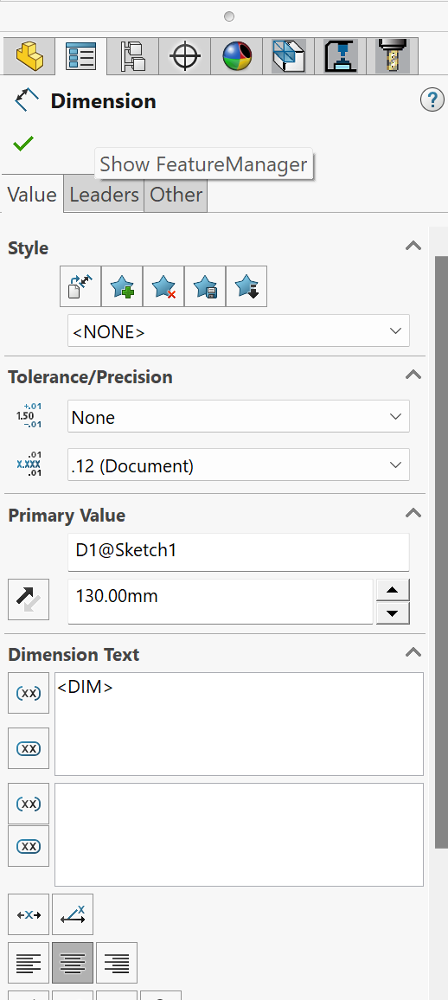 Dimension
?
Show FeatureManager
Value Leaders Other
Style
<NONE>
Tolerance/Precision
+.01
1.50
-.01
None
.01
X.XXX
.01
.12 (Document)
Primary Value
D1@Sketch1
130.00mm
Dimension Text
(xx)
<DIM>
(xx)
(xx)
(xx)
x
x